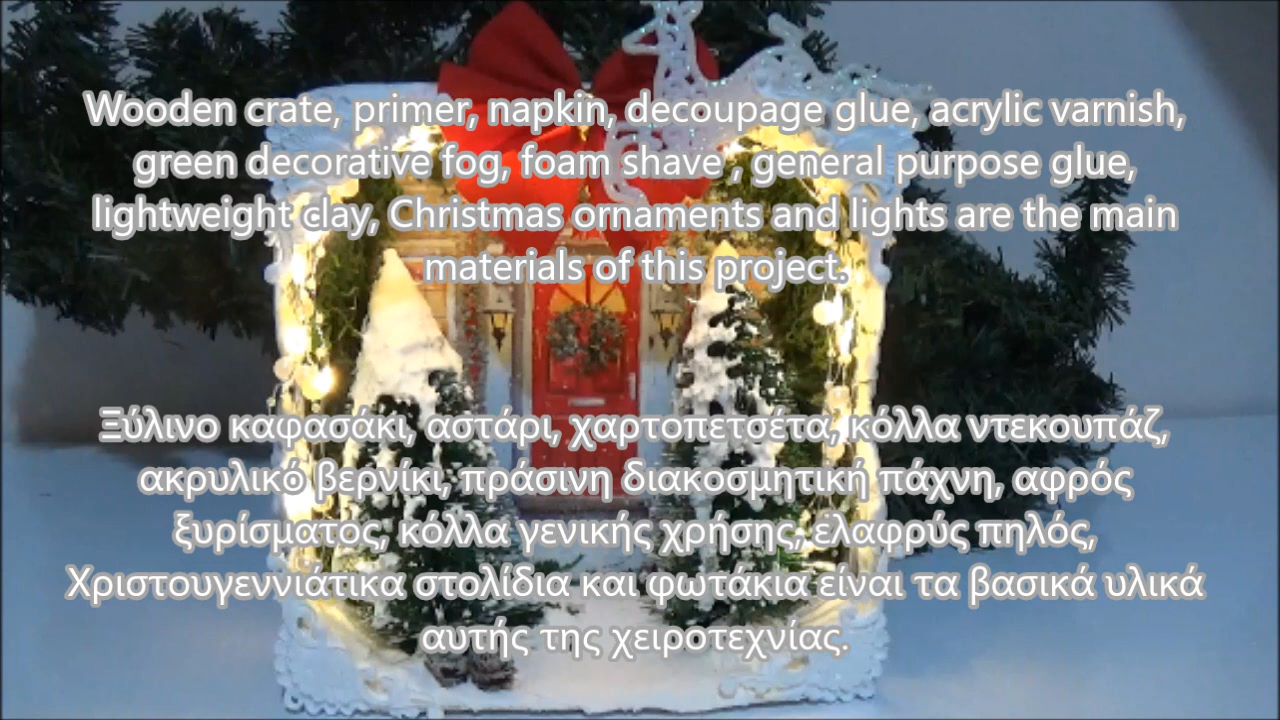 Wooden crate, primer, napkin, decoupage glue, acrylic varnish,
green decorative fog, foam shave , general purpose glue,
lightweight clay, Christmas ornaments and lights are the main
materials of this project.
Ξύλινο καφασάκι, αστάρι, χαρτοπετσέτα, κόλλα ντεκουπάζ,
ακρυλικό βερνίκι, πράσινη διακοσμητική πάχνη, αφρός
ξυρίσματος, κόλλα γενικής χρήσης, ελαφρύς πηλός,
Χριστουγεννιάτικα στολίδια και φωτάκια είναι τα βασικά υλικά
αυτής της χειροτεχνίας.